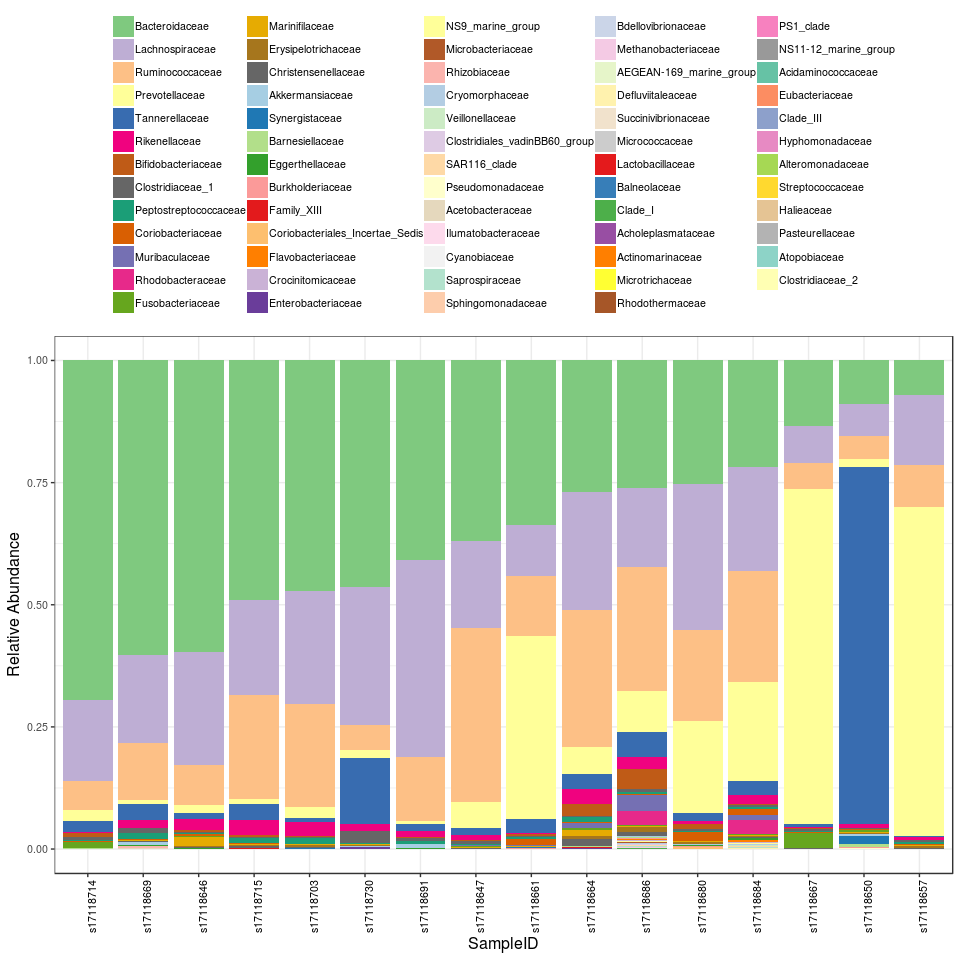 Bacteroidaceae Marinifilaceae NS9_marine_group Bdellovibrionaceae PS1_clade
Lachnospiraceae Erysipelotrichaceae Microbacteriaceae Methanobacteriaceae NS11-12_marine_group
Ruminococcaceae Christensenellaceae Rhizobiaceae AEGEAN-169_marine_group Acidaminococcaceae
Prevotellaceae Akkermansiaceae Cryomorphaceae Defluviitaleaceae Eubacteriaceae
Tannerellaceae Synergistaceae Veillonellaceae Succinivibrionaceae Clade_III
Rikenellaceae Barnesiellaceae Clostridiales_vadinBB60_group Micrococcaceae Hyphomonadaceae
Bifidobacteriaceae Eggerthellaceae SAR116_clade Lactobacillaceae Alteromonadaceae
Clostridiaceae_1 Burkholderiaceae Pseudomonadaceae Balneolaceae Streptococcaceae
Peptostreptococcaceae Family_XIII Acetobacteraceae Clade_I Halieaceae
Coriobacteriaceae Coriobacteriales_Incertae_Sedis Ilumatobacteraceae Acholeplasmataceae Pasteurellaceae
Muribaculaceae Flavobacteriaceae Cyanobiaceae Actinomarinaceae Atopobiaceae
Rhodobacteraceae Crocinitomicaceae Saprospiraceae Microtrichaceae Clostridiaceae_2
Fusobacteriaceae Enterobacteriaceae Sphingomonadaceae Rhodothermaceae
1.00
0.75
0.50
0.25
0.00
Relative Abundance
s17118714 s17118669 s17118646 s17118715 s17118703 s17118730 s17118691 s17118647 s17118661 s17118664 s17118686 s17118680 s17118684 s17118667 s17118650 s17118657
SampleID